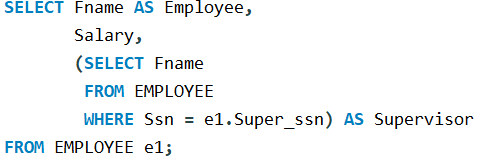 SELECT Fname AS Employee,
       Salary,
       (SELECT Fname
        FROM EMPLOYEE
        WHERE Ssn = e1.Super_ssn) AS Supervisor
FROM EMPLOYEE e1;